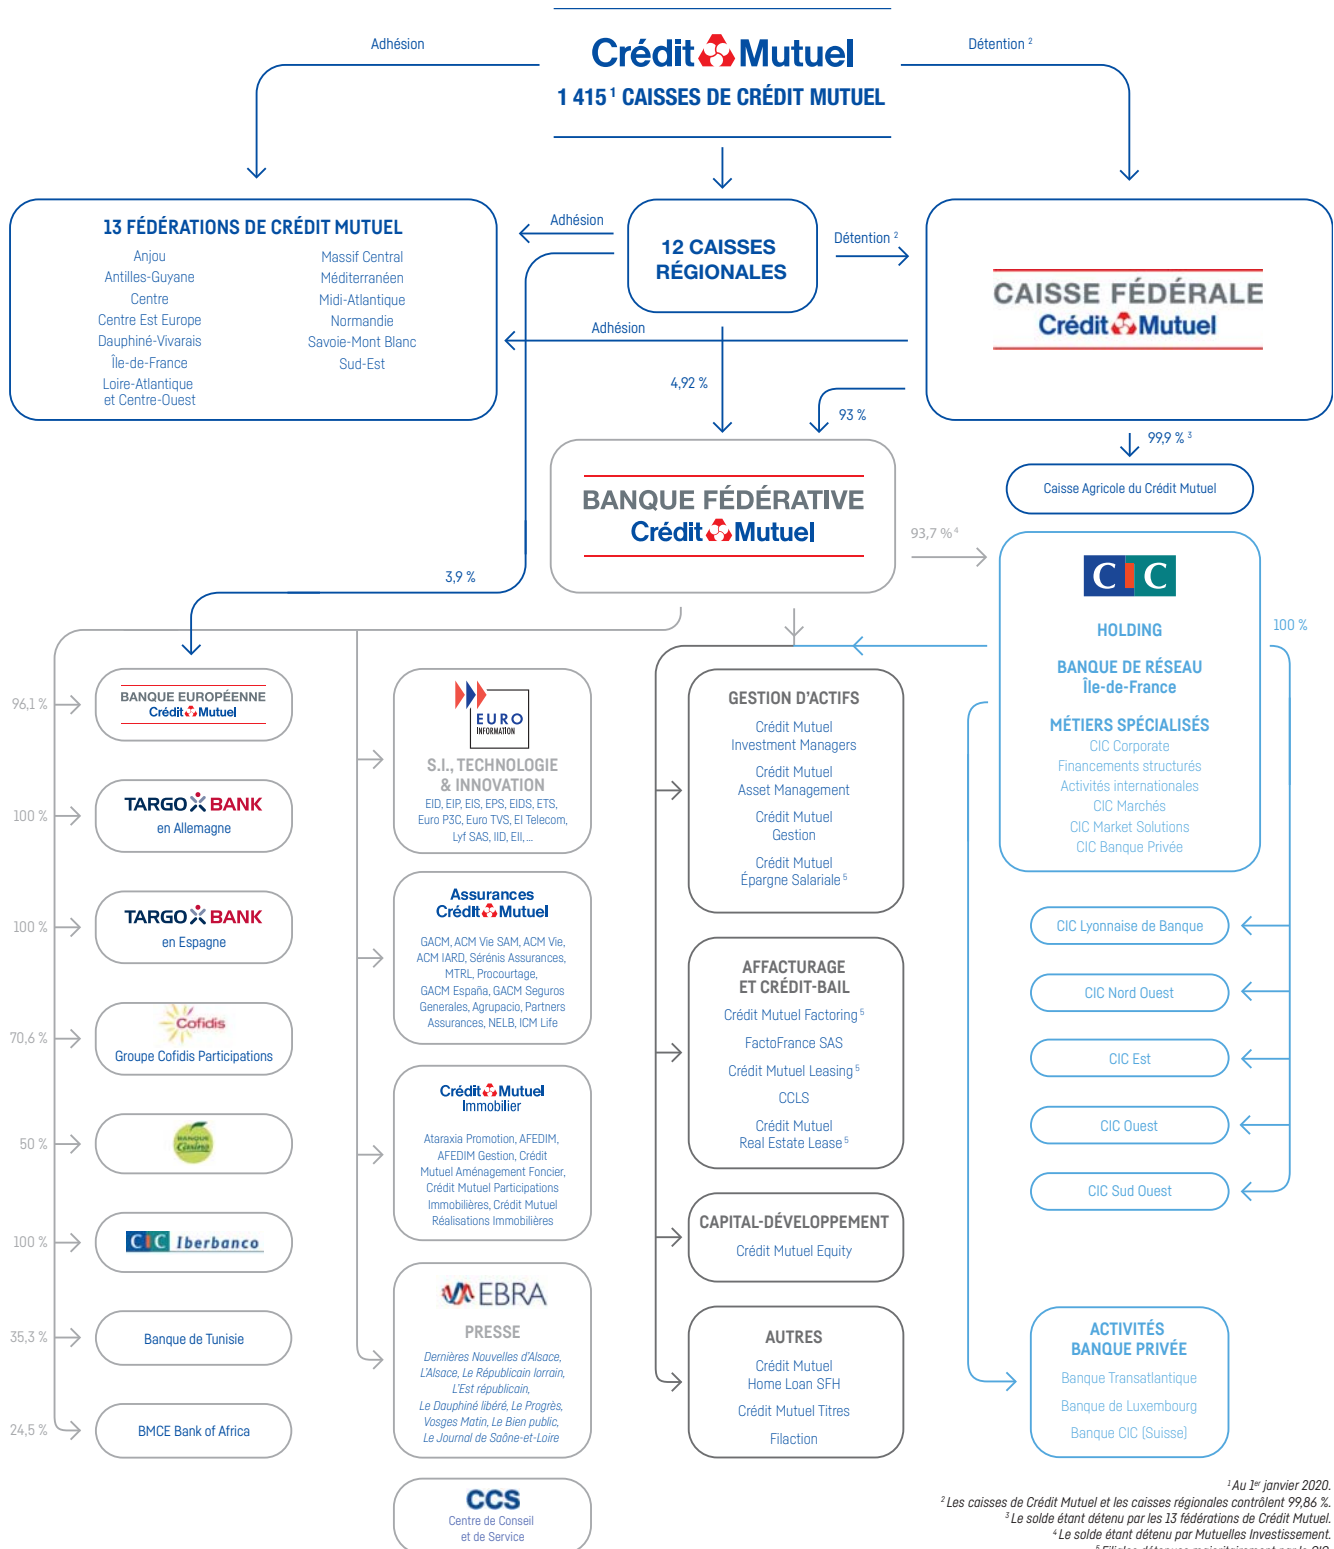 Adhésion
Crédit Mutuel
Détention 2
1 415 1 CAISSES DE CRÉDIT MUTUEL
13 FÉDÉRATIONS DE CRÉDIT MUTUEL
Anjou
Antilles-Guyane
Centre
Centre Est Europe
Dauphiné-Vivarais
Île-de-France
Loire-Atlantique
et Centre-Ouest
Massif Central
Méditerranéen
Midi-Atlantique
Normandie
Savoie-Mont Blanc
Sud-Est
Adhésion
12 CAISSES
RÉGIONALES
Détention 2
CAISSE FÉDÉRALE
Crédit Mutuel
Adhésion
4,92 %
93 %
99,9 % 3
Caisse Agricole du Crédit Mutuel
BANQUE FÉDÉRATIVE
Crédit Mutuel
93,7 % 4
3,9 %
96,1 %
BANQUE EUROPÉENNE
Crédit Mutuel
100 %
TARGO BANK
en Allemagne
100 %
TARGO BANK
en Espagne
70,6 %
Cofidis
Groupe Cofidis Participations
50 %
BANQUE
Casino
100 %
CIC Iberbanco
35,3 %
Banque de Tunisie
24,5 %
BMCE Bank of Africa
EURO
INFORMATION
S.I., TECHNOLOGIE
& INNOVATION
EID, EIP, EIS, EPS, EIDS, ETS,
Euro P3C, Euro TVS, EI Telecom,
Lyf SAS, IID, EII, ...
Assurances
Crédit Mutuel
GACM, ACM Vie SAM, ACM Vie,
ACM IARD, Sérénis Assurances,
MTRL, Procourtage,
GACM España, GACM Seguros
Generales, Agrupacio, Partners
Assurances, NELB, ICM Life
Crédit Mutuel
Immobilier
Ataraxia Promotion, AFEDIM,
AFEDIM Gestion, Crédit
Mutuel Aménagement Foncier,
Crédit Mutuel Participations
Immobilières, Crédit Mutuel
Réalisations Immobilières
EBRA
PRESSE
Dernières Nouvelles d'Alsace,
L'Alsace, Le Républicain lorrain,
L'Est républicain,
Le Dauphiné libéré, Le Progrès,
Vosges Matin, Le Bien public,
Le Journal de Saône-et-Loire
CCS
Centre de Conseil
et de Service
GESTION D'ACTIFS
Crédit Mutuel
Investment Managers
Crédit Mutuel
Asset Management
Crédit Mutuel
Gestion
Crédit Mutuel
Épargne Salariale 5
AFFACTURAGE
ET CRÉDIT-BAIL
Crédit Mutuel Factoring 5
FactoFrance SAS
Crédit Mutuel Leasing 5
CCLS
Crédit Mutuel
Real Estate Lease 5
CAPITAL-DÉVELOPPEMENT
Crédit Mutuel Equity
AUTRES
Crédit Mutuel
Home Loan SFH
Crédit Mutuel Titres
Filaction
CIC
HOLDING
BANQUE DE RÉSEAU
Île-de-France
MÉTIERS SPÉCIALISÉS
CIC Corporate
Financements structurés
Activités internationales
CIC Marchés
CIC Market Solutions
CIC Banque Privée
100 %
CIC Lyonnaise de Banque
CIC Nord Ouest
CIC Est
CIC Ouest
CIC Sud Ouest
ACTIVITÉS
BANQUE PRIVÉE
Banque Transatlantique
Banque de Luxembourg
Banque CIC (Suisse)
1 Au 1er janvier 2020.
2 Les caisses de Crédit Mutuel et les caisses régionales contrôlent 99,86 %.
3 Le solde étant détenu par les 13 fédérations de Crédit Mutuel.
4 Le solde étant détenu par Mutuelles Investissement.
5 Filiales détenues majoritairement par le CIC.